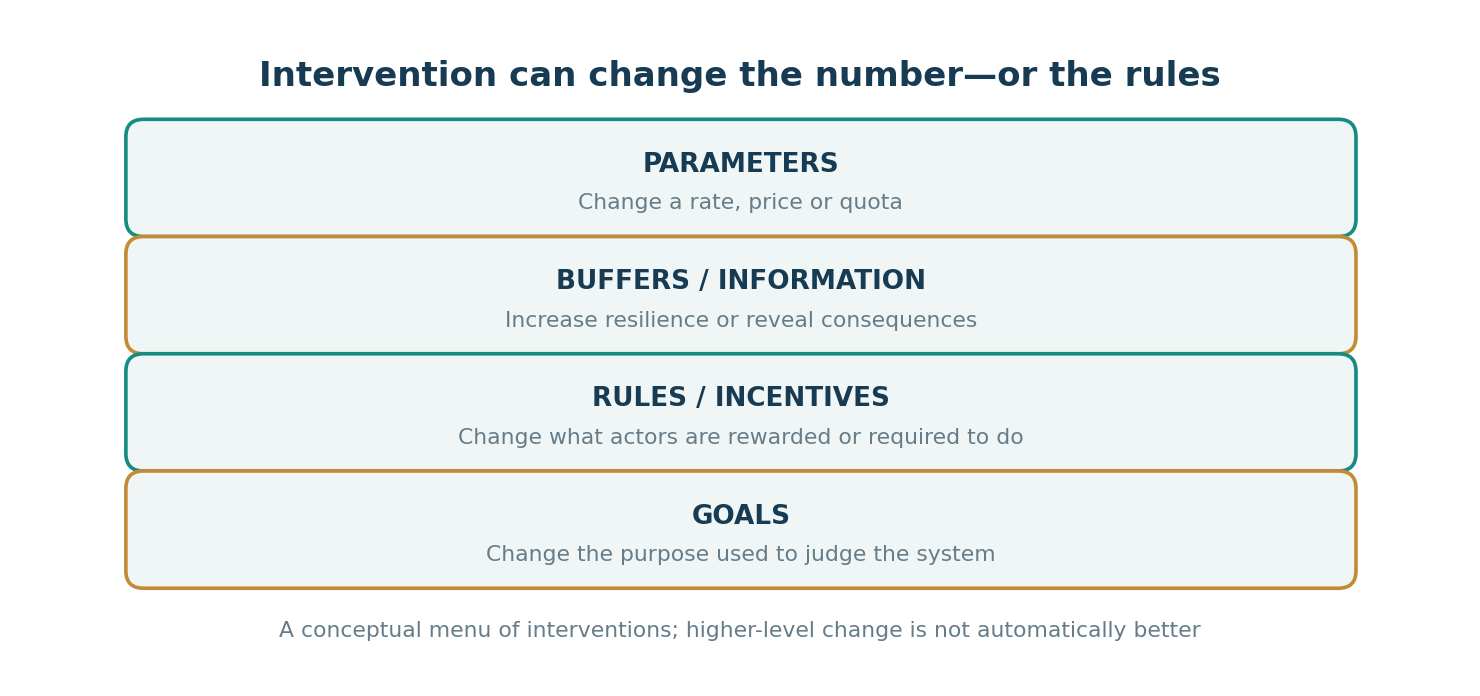 Intervention can change the number—or the rules
PARAMETERS
Change a rate, price or quota
BUFFERS / INFORMATION
Increase resilience or reveal consequences
RULES / INCENTIVES
Change what actors are rewarded or required to do
GOALS
Change the purpose used to judge the system
A conceptual menu of interventions; higher-level change is not automatically better